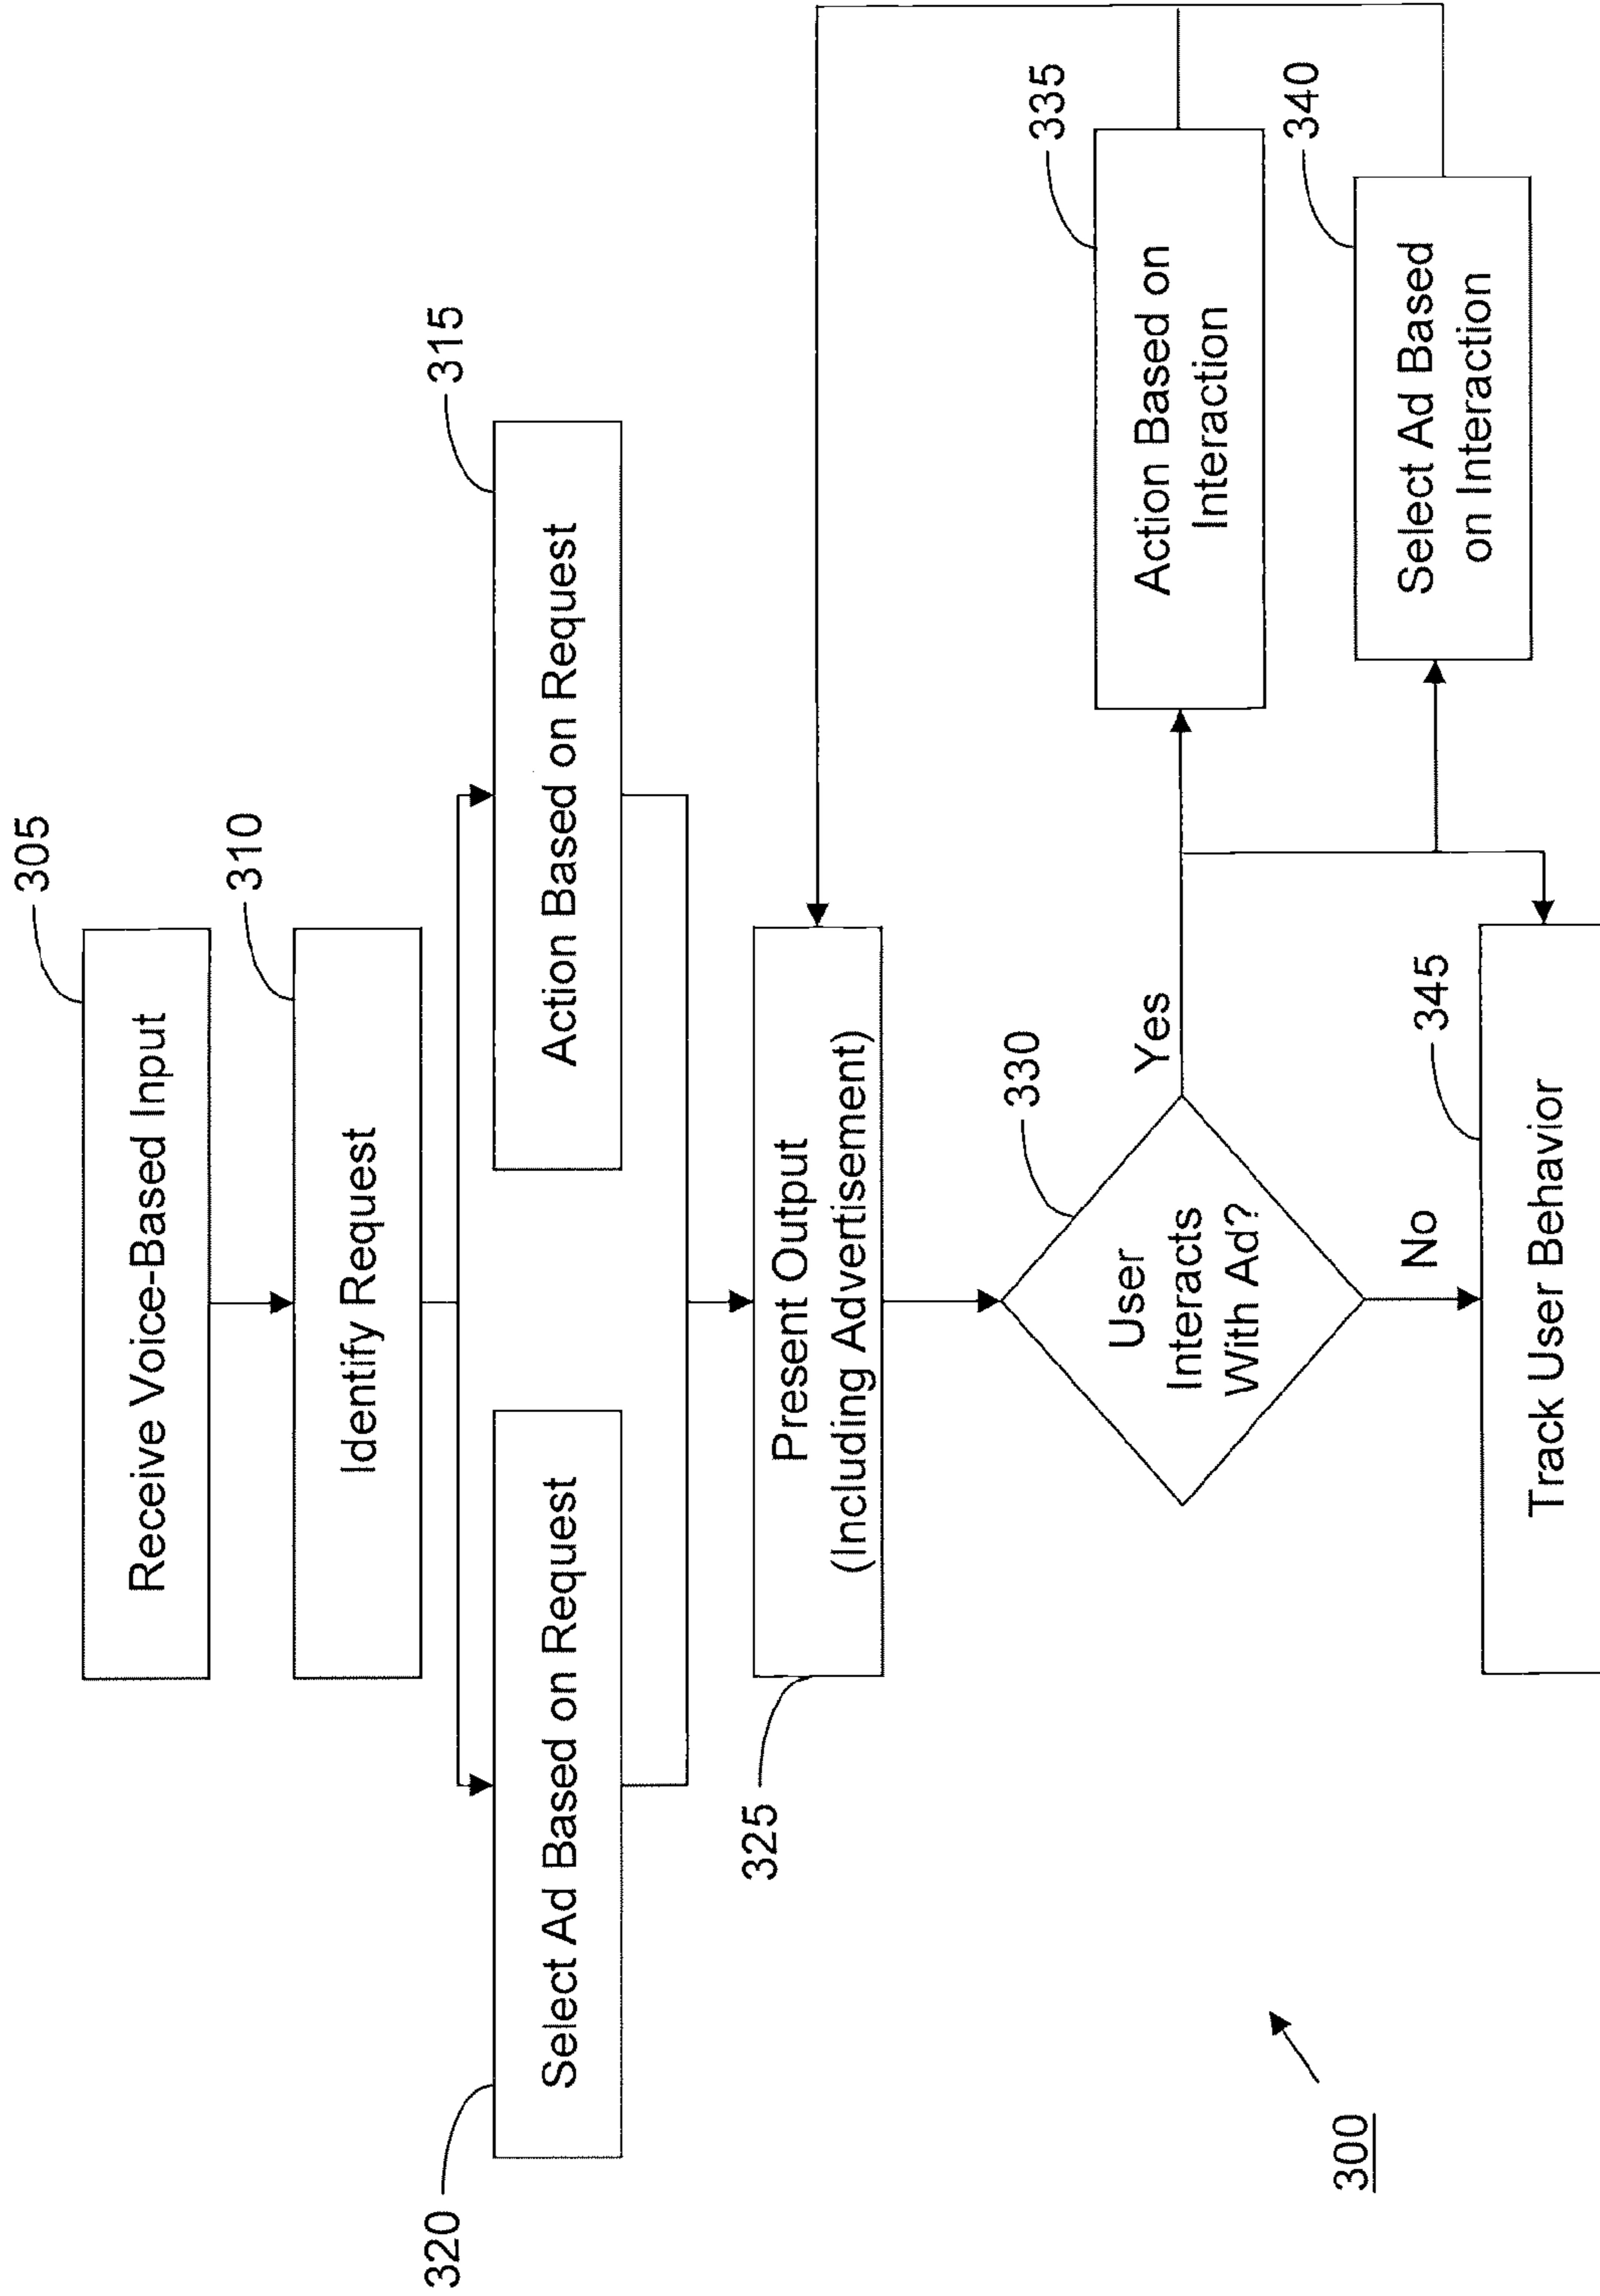 305
Receive Voice-Based Input
310
Identify Request
320
Select Ad Based on Request
315
Action Based on Request
325
Present Output
(Including Advertisement)
330
User
Interacts
With Ad?
Yes
No
335
Action Based on
Interaction
340
Select Ad Based
on Interaction
345
Track User Behavior
300